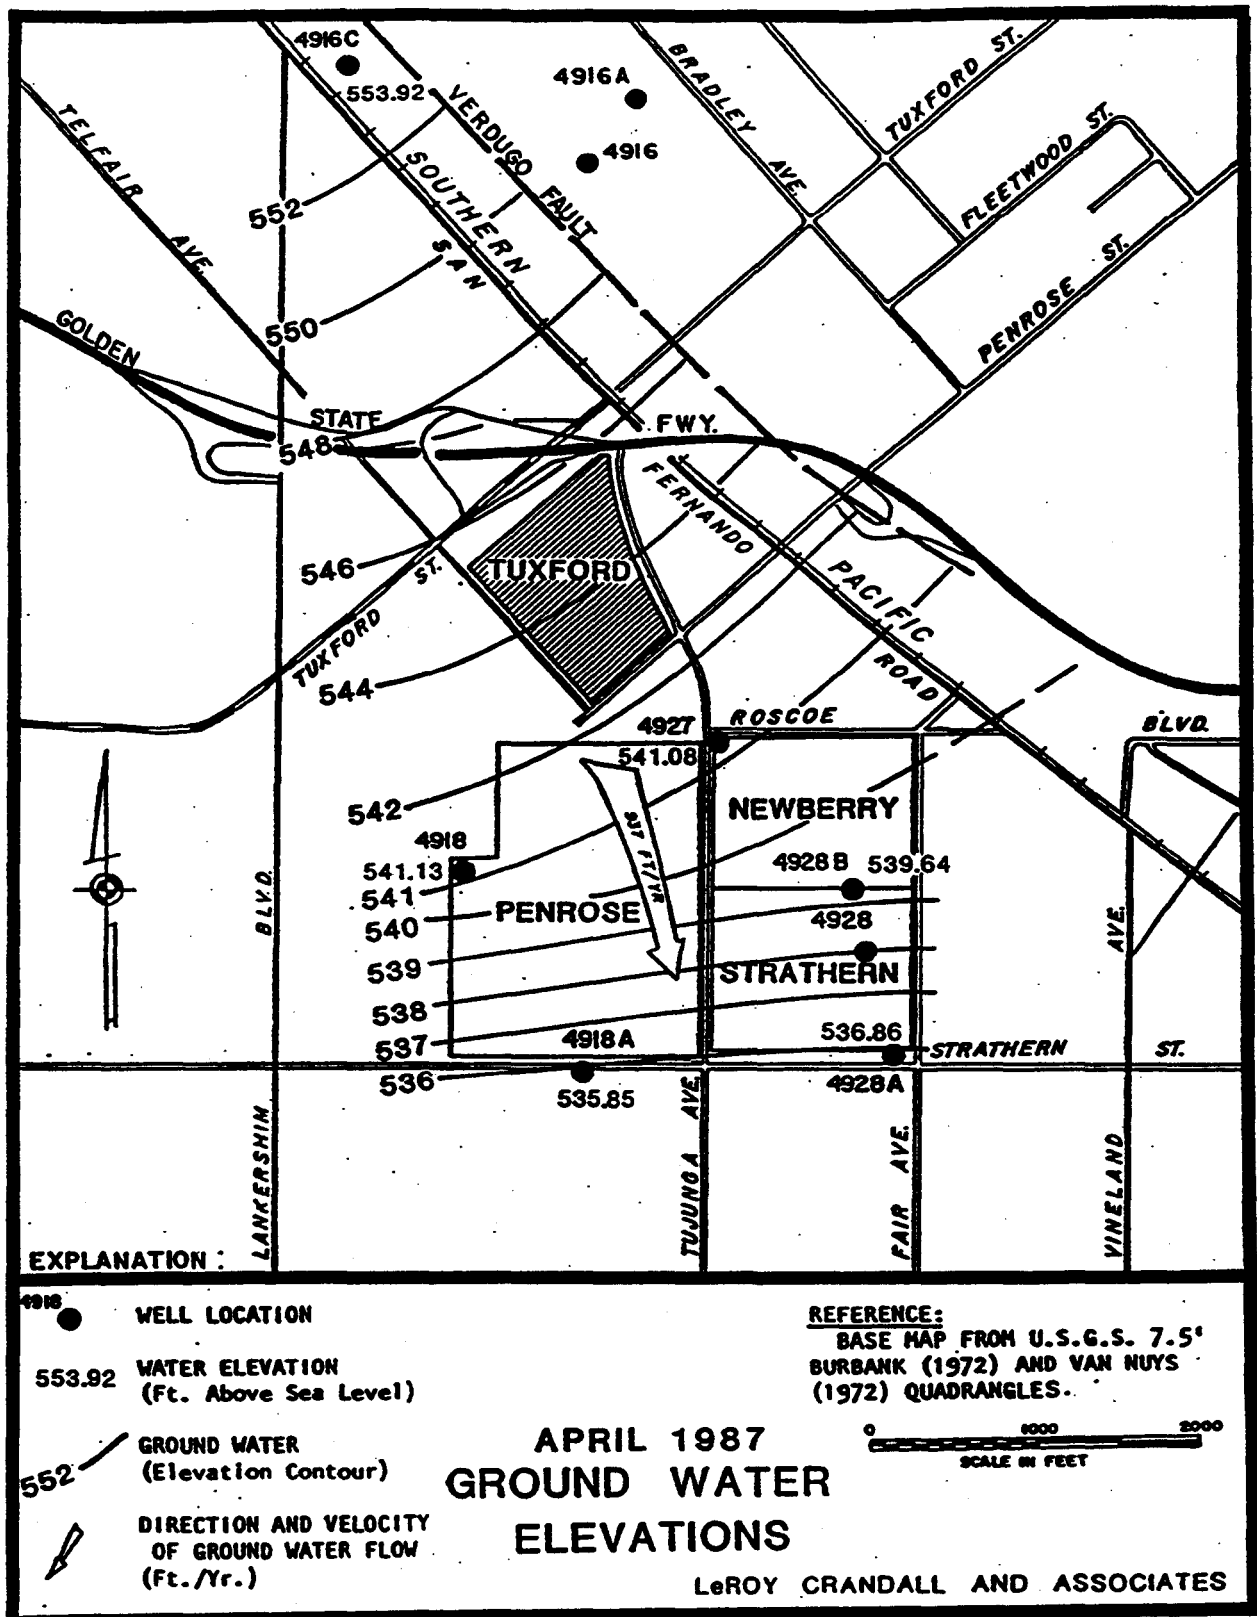 4916C
553.92
4916A
4916
VERDUGO FAULT
BRADLEY AVE.
TUXFORD ST.
FLEETWOOD ST.
PENROSE ST.
TELFAIR AVE.
SOUTHERN
SAN
552
550
GOLDEN
STATE
FWY.
548
FERNANDO
546
TUXFORD
TUXFORD ST.
PACIFIC
ROAD
544
4927
ROSCOE
BLVD.
541.08
542
NEWBERRY
937 FT/YR
4918
541.13
4928B
539.64
541
540
PENROSE
4928
539
STRATHERN
538
537
4918A
536.86
STRATHERN ST.
536
535.85
4928A
LANKERSHIM BLVD.
TUJUNGA AVE.
FAIR AVE.
VINELAND AVE.
EXPLANATION :
4918
WELL LOCATION
553.92
WATER ELEVATION
(Ft. Above Sea Level)
552
GROUND WATER
(Elevation Contour)
DIRECTION AND VELOCITY
OF GROUND WATER FLOW
(Ft./Yr.)
REFERENCE:
BASE MAP FROM U.S.G.S. 7.5'
BURBANK (1972) AND VAN NUYS
(1972) QUADRANGLES.
0 1000 2000
SCALE IN FEET
APRIL 1987
GROUND WATER
ELEVATIONS
LeROY CRANDALL AND ASSOCIATES